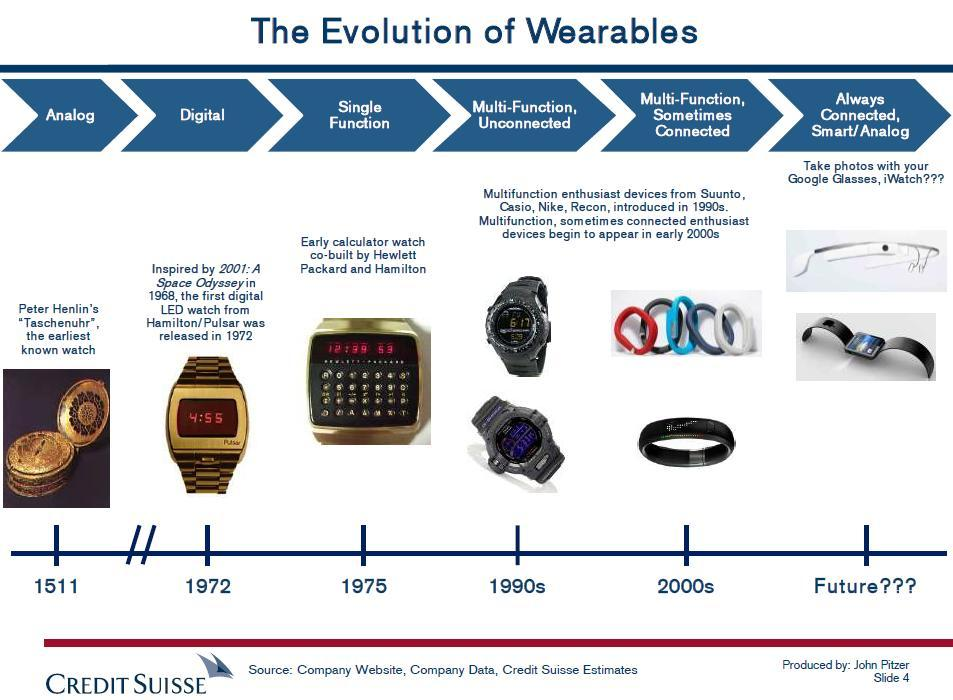 The Evolution of Wearables
Analog
Digital
Single
Function
Multi-Function,
Unconnected
Multi-Function,
Sometimes
Connected
Always
Connected,
Smart/Analog
Take photos with your
Google Glasses, iWatch???
Multifunction enthusiast devices from Suunto,
Casio, Nike, Recon, introduced in 1990s.
Multifunction, sometimes connected enthusiast
devices begin to appear in early 2000s
Early calculator watch
co-built by Hewlett
Packard and Hamilton
Inspired by 2001: A
Space Odyssey in
1968, the first digital
LED watch from
Hamilton/Pulsar was
released in 1972
Peter Henlin's
"Taschenuhr",
the earliest
known watch
12:39 53
HEWLETT-PACKARD
4:55
Pulsar
1511
1972
1975
1990s
2000s
Future???
CREDIT SUISSE
Source: Company Website, Company Data, Credit Suisse Estimates
Produced by: John Pitzer
Slide 4